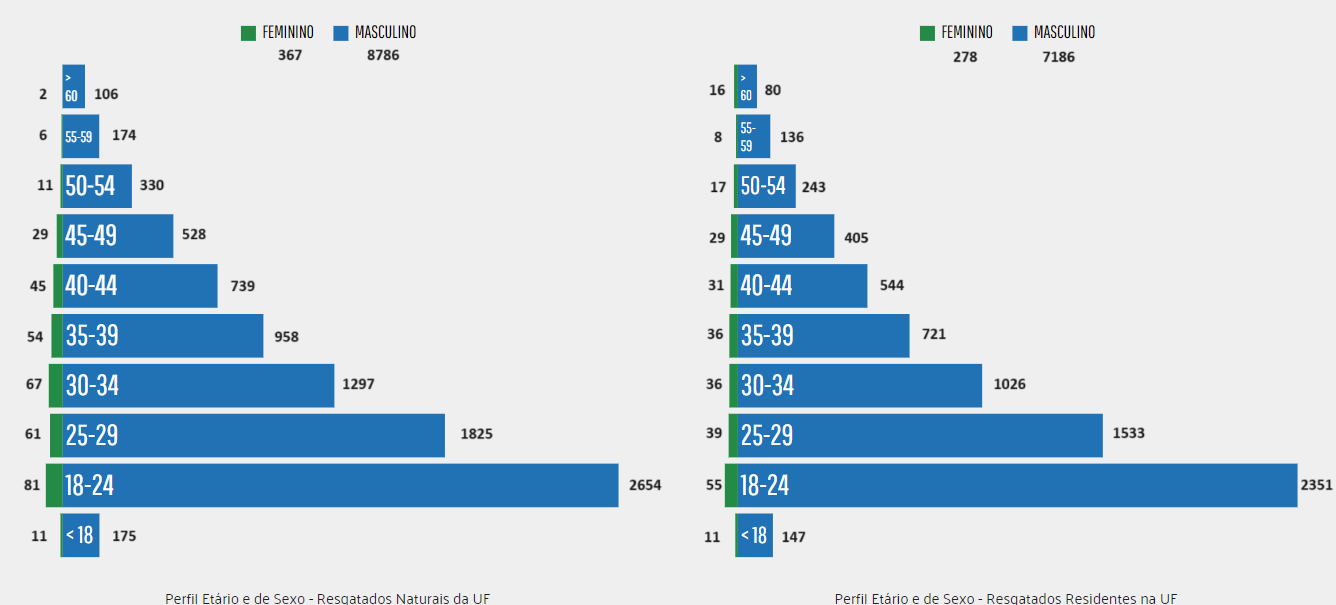 FEMININO MASCULINO
367 8786
2 > 60 106
6 55-59 174
11 50-54 330
29 45-49 528
45 40-44 739
54 35-39 958
67 30-34 1297
61 25-29 1825
81 18-24 2654
11 < 18 175
Perfil Etário e de Sexo - Resgatados Naturais da UF
FEMININO MASCULINO
278 7186
16 > 60 80
8 55-59 136
17 50-54 243
29 45-49 405
31 40-44 544
36 35-39 721
36 30-34 1026
39 25-29 1533
55 18-24 2351
11 < 18 147
Perfil Etário e de Sexo - Resgatados Residentes na UF